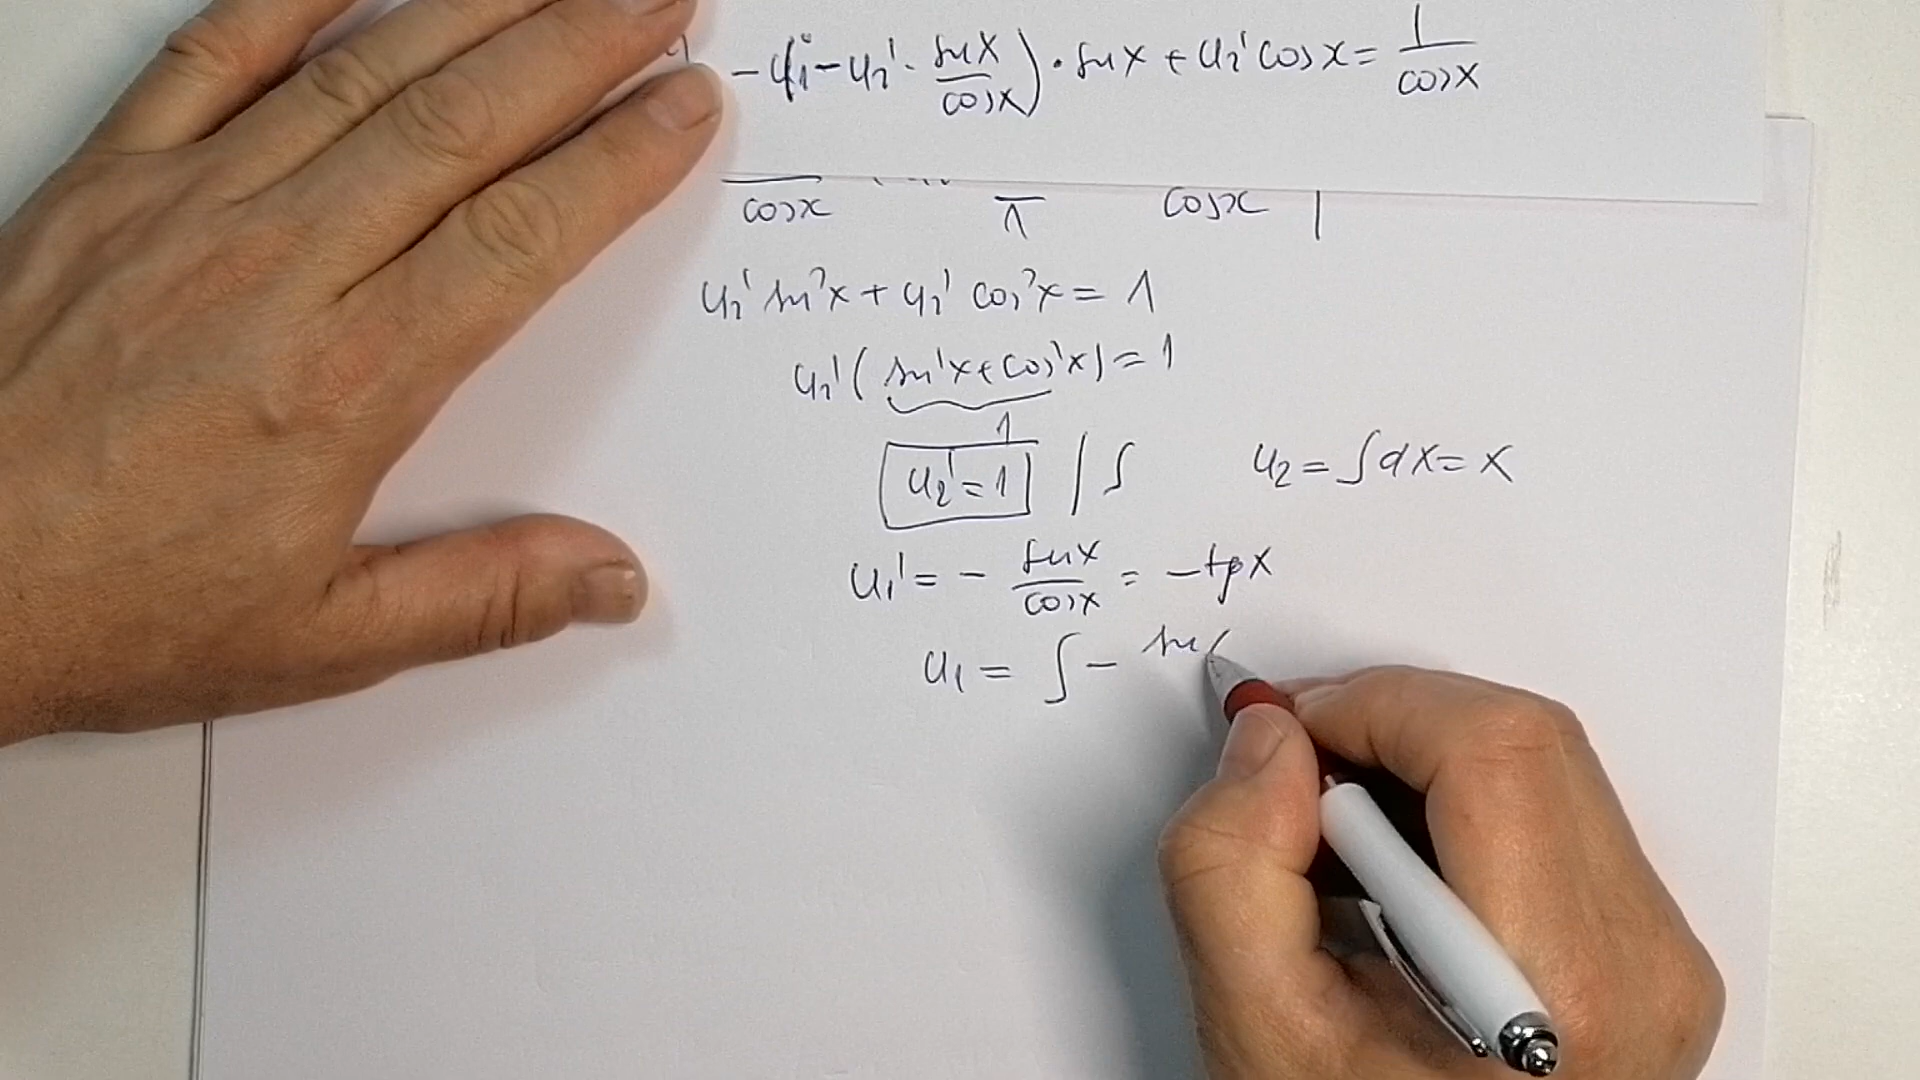 - (- u₂' · sin x / cos x) · sin x + u₂' cos x = 1 / cos x
cos x 1 cos x |
u₂' sin²x + u₂' cos²x = 1
u₂' (sin²x + cos²x) = 1
1
u₂' = 1 / ∫ u₂ = ∫dx = x
u₁' = - sin x / cos x = - tg x
u₁ = ∫ - sin